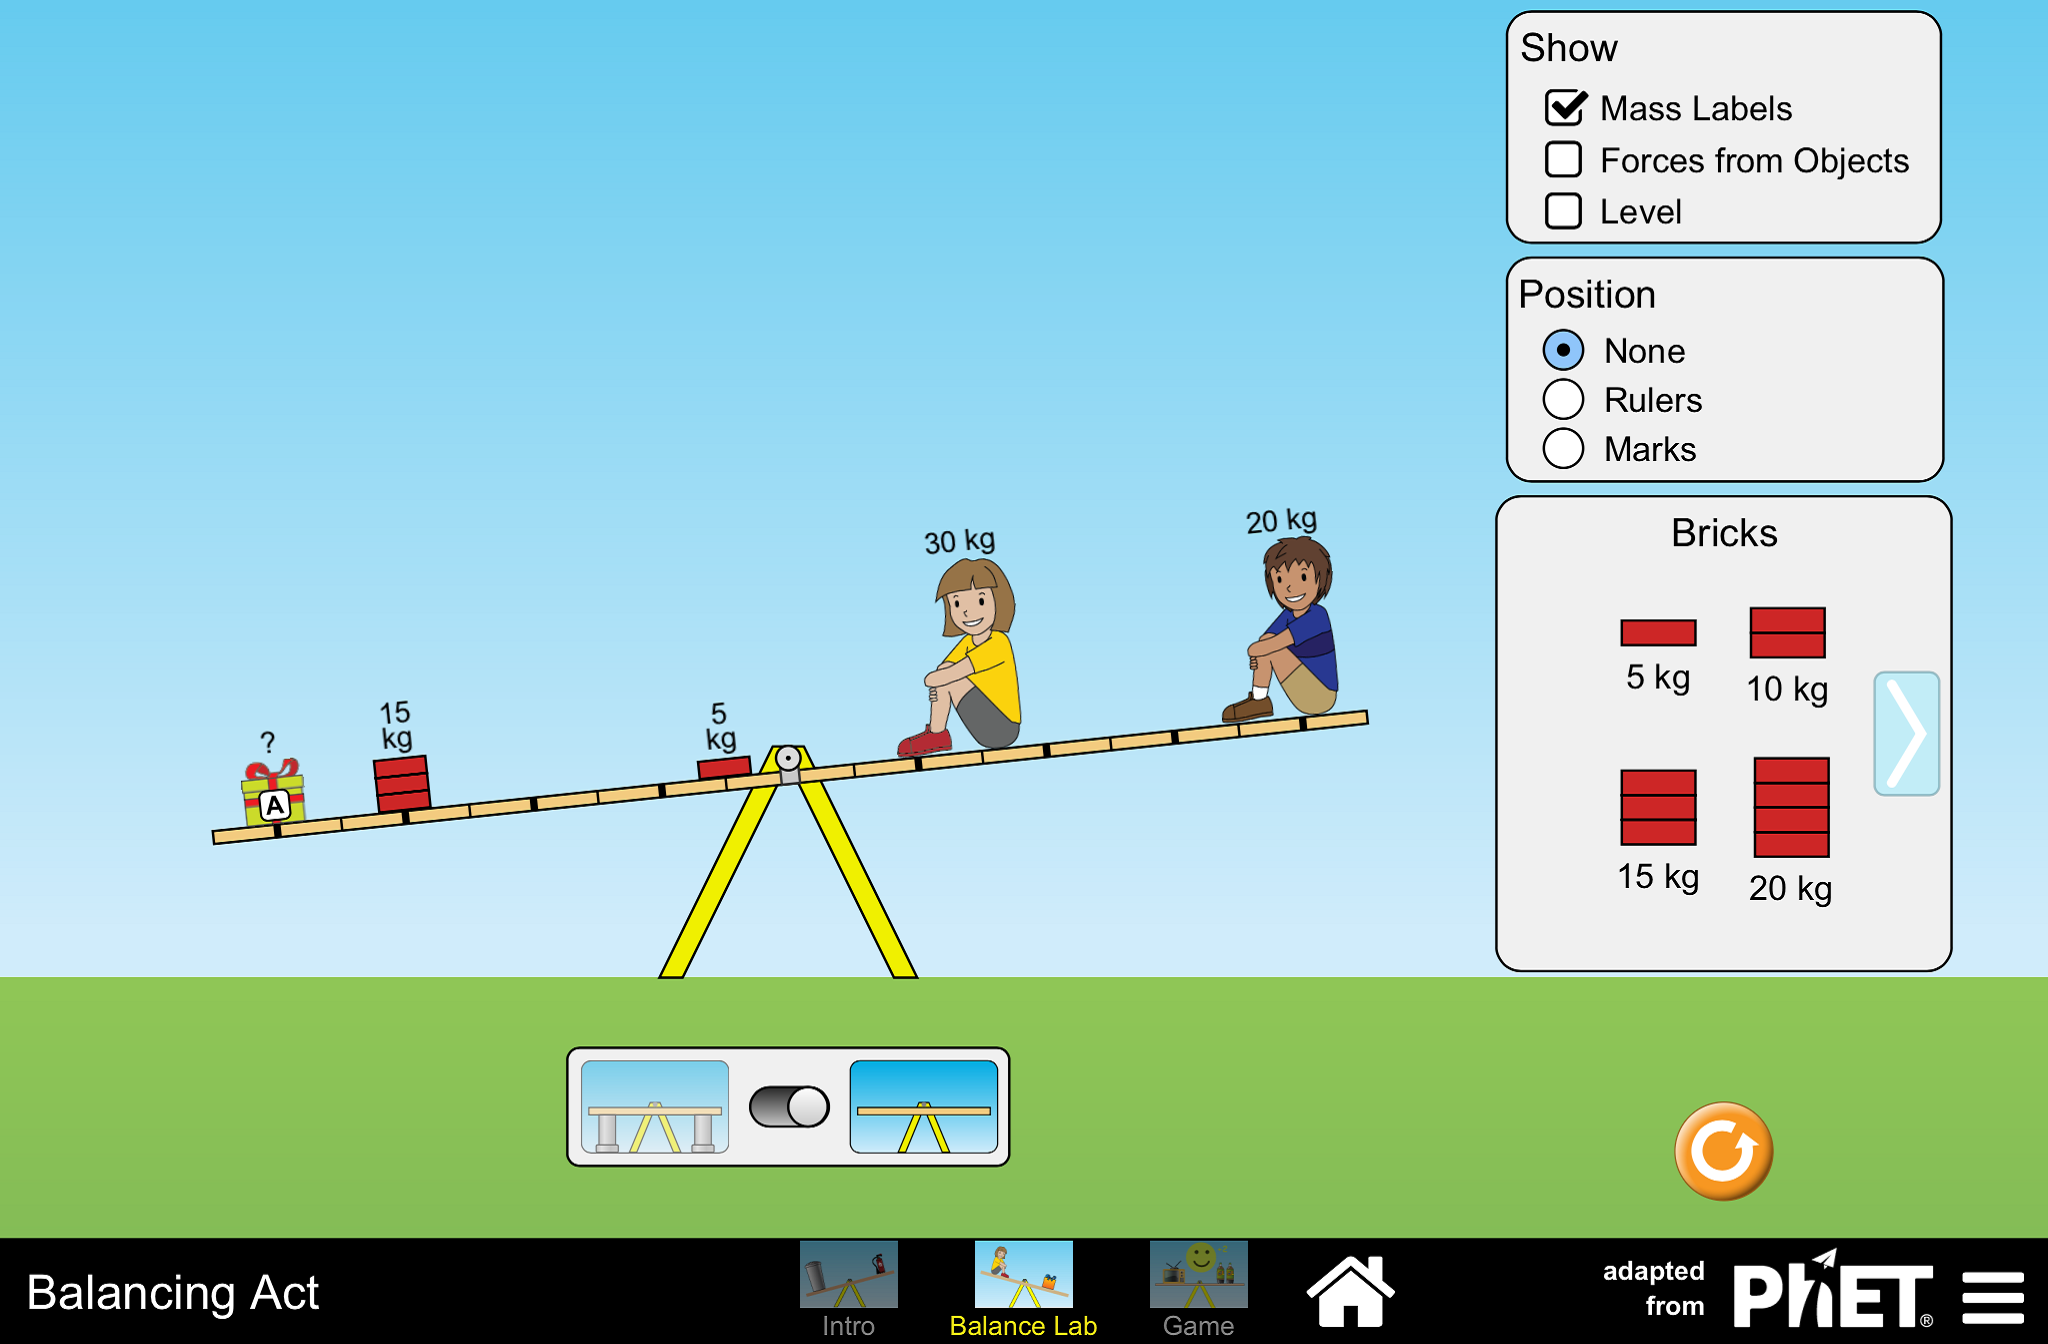 Show
Mass Labels
Forces from Objects
Level
Position
None
Rulers
Marks
Bricks
5 kg
10 kg
15 kg
20 kg
20 kg
30 kg
15
kg
5
kg
?
A
Balancing Act
Intro
Balance Lab
Game
adapted
from
PhET®